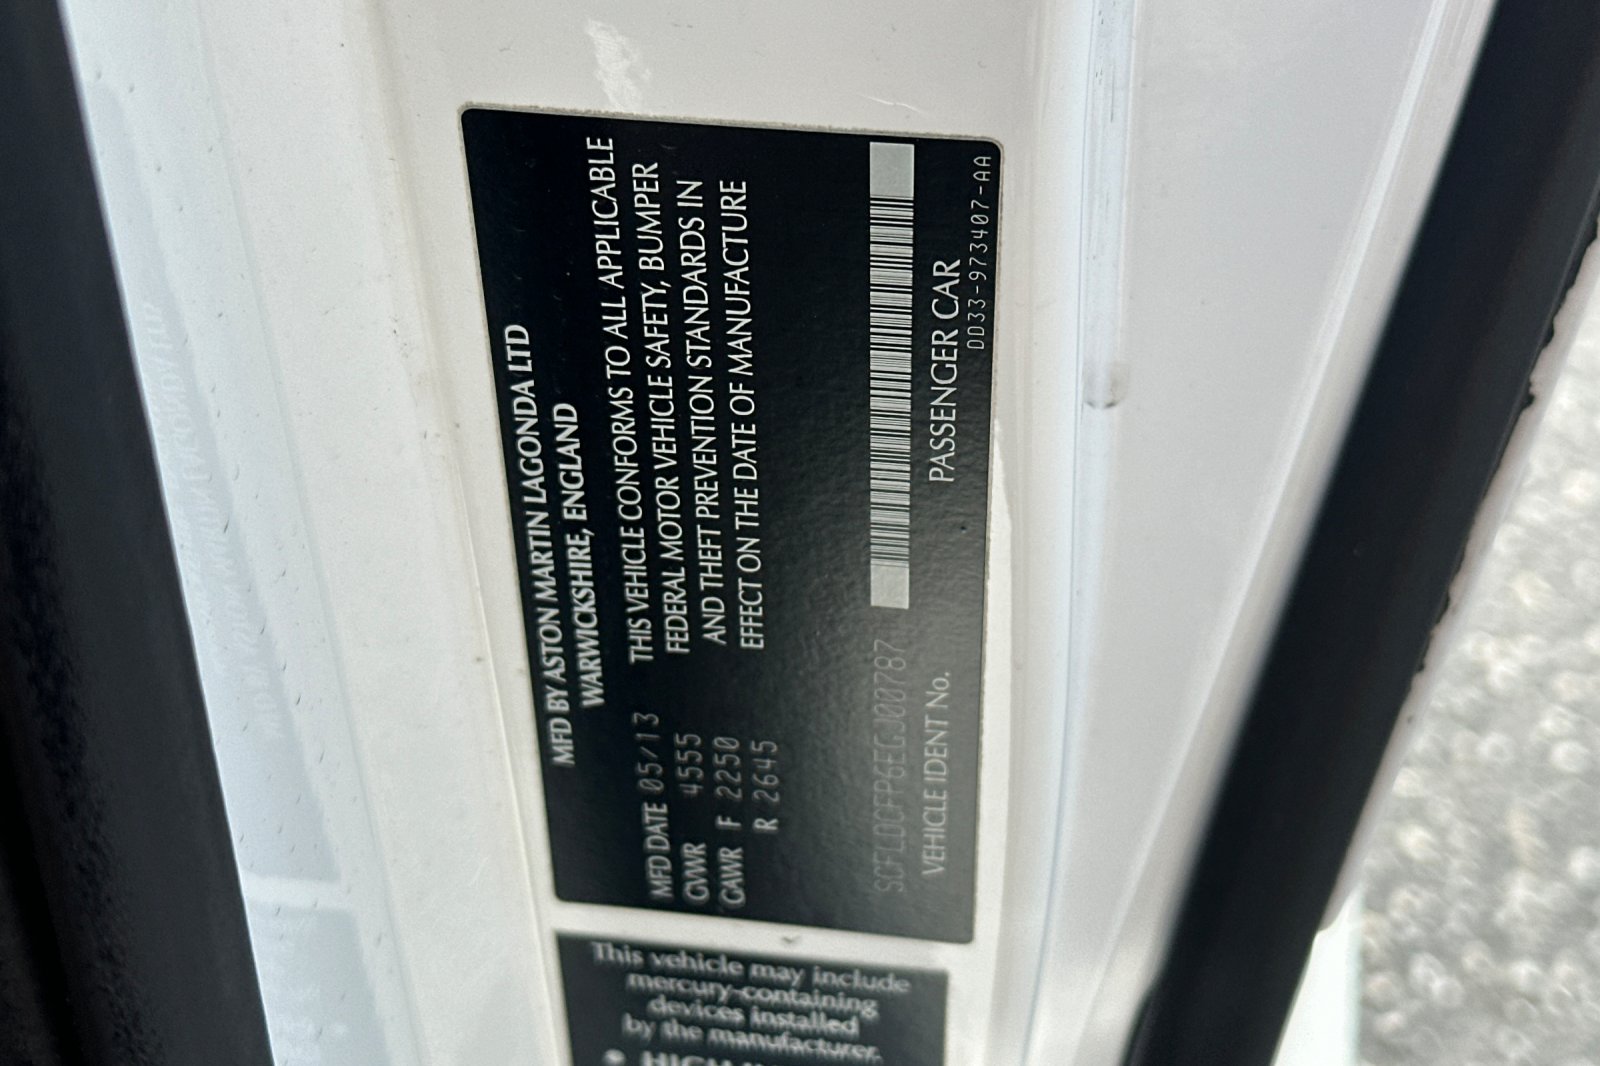 MFD BY ASTON MARTIN LAGONDA LTD
WARWICKSHIRE, ENGLAND
MFD DATE 05/13
GVWR 4555
GAWR F 2250
R 2645
THIS VEHICLE CONFORMS TO ALL APPLICABLE
FEDERAL MOTOR VEHICLE SAFETY, BUMPER
AND THEFT PREVENTION STANDARDS IN
EFFECT ON THE DATE OF MANUFACTURE
SCFLDCFP6EGJ00787
VEHICLE IDENT No.
PASSENGER CAR
DD33-973407-AA
This vehicle may include
mercury-containing
devices installed
by the manufacturer.